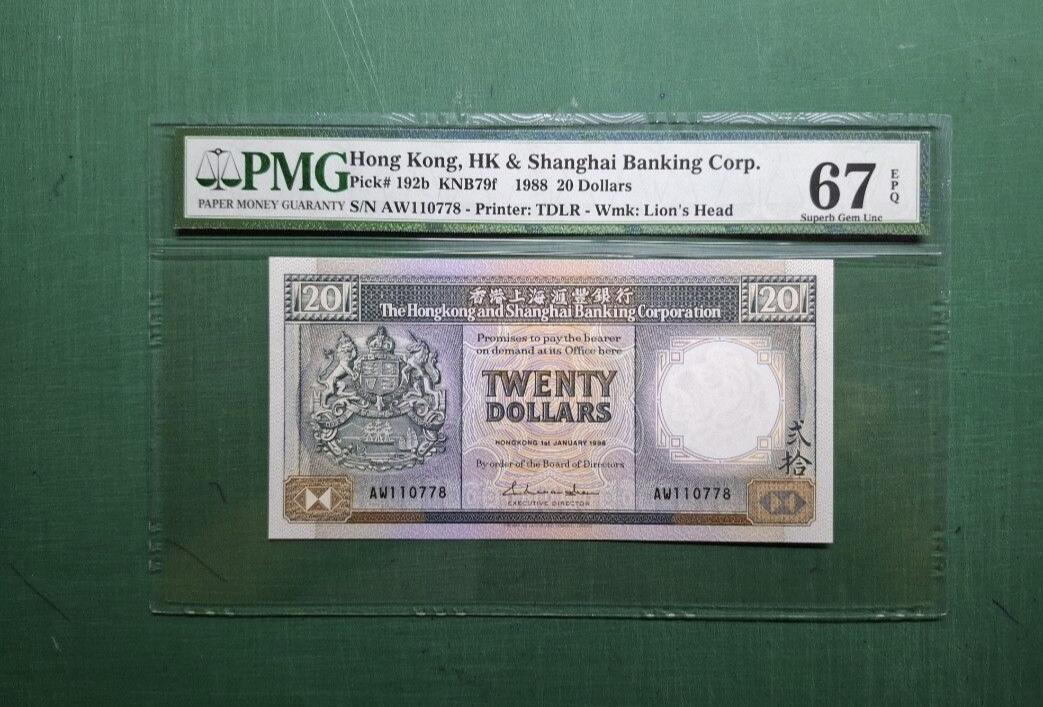 PMG
PAPER MONEY GUARANTY
Hong Kong, HK & Shanghai Banking Corp.
Pick# 192b KNB79f 1988 20 Dollars
S/N AW110778 - Printer: TDLR - Wmk: Lion's Head
67
EPQ
Superb Gem Unc
20
香港上海滙豐銀行
20
The Hongkong and Shanghai Banking Corporation
Promises to pay the bearer
on demand at its Office here
TWENTY
DOLLARS
HONGKONG 1st JANUARY 1988
貳拾
By order of the Board of Directors
AW110778
AW110778
EXECUTIVE DIRECTOR